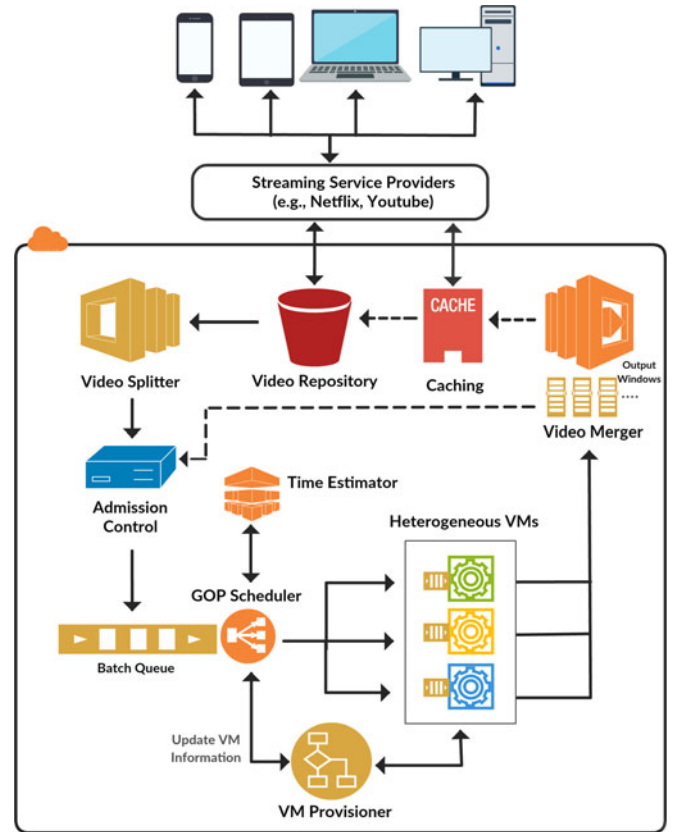 Streaming Service Providers
(e.g., Netflix, Youtube)
CACHE
Video Splitter
Video Repository
Caching
Output
Windows
....
Video Merger
Admission
Control
Time Estimator
Heterogeneous VMs
GOP Scheduler
Batch Queue
Update VM
Information
VM Provisioner